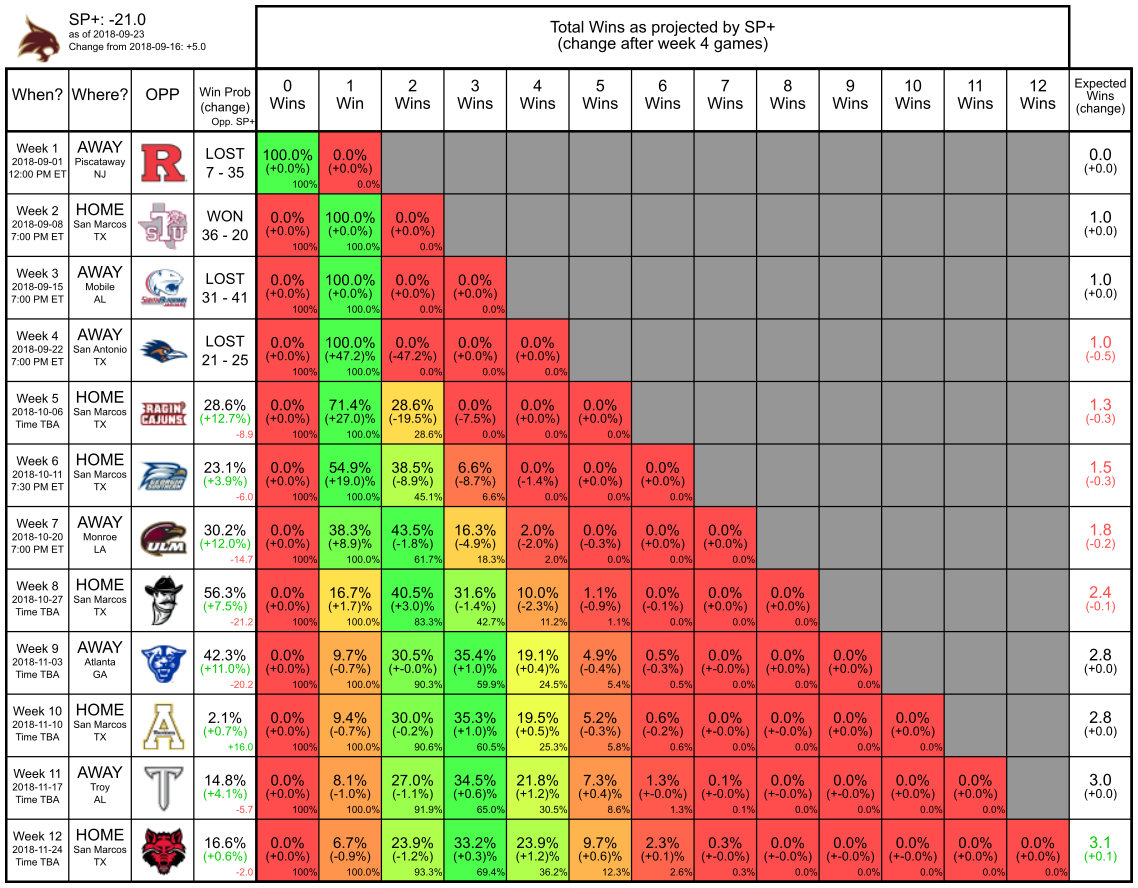 SP+: -21.0
as of 2018-09-23
Change from 2018-09-16: +5.0
Total Wins as projected by SP+
(change after week 4 games)
When? Where? OPP Win Prob (change) Opp. SP+ 0 Wins 1 Win 2 Wins 3 Wins 4 Wins 5 Wins 6 Wins 7 Wins 8 Wins 9 Wins 10 Wins 11 Wins 12 Wins Expected Wins (change)
Week 1 AWAY LOST 100.0% 0.0% 0.0
2018-09-01 Piscataway R 7 - 35 (+0.0%) (+0.0%) (+0.0)
12:00 PM ET NJ 100% 0.0%
Week 2 HOME WON 0.0% 100.0% 0.0% 1.0
2018-09-08 San Marcos 36 - 20 (+0.0%) (+0.0%) (+0.0%) (+0.0)
7:00 PM ET TX 100% 100.0% 0.0%
Week 3 AWAY LOST 0.0% 100.0% 0.0% 0.0% 1.0
2018-09-15 Mobile 31 - 41 (+0.0%) (+0.0%) (+0.0%) (+0.0%) (+0.0)
7:00 PM ET AL 100% 100.0% 0.0% 0.0%
Week 4 AWAY LOST 0.0% 100.0% 0.0% 0.0% 0.0% 1.0
2018-09-22 San Antonio 21 - 25 (+0.0%) (+47.2)% (-47.2%) (+0.0%) (+0.0%) (-0.5)
7:00 PM ET TX 100% 100.0% 0.0% 0.0% 0.0%
Week 5 HOME RAGIN' 28.6% 0.0% 71.4% 28.6% 0.0% 0.0% 0.0% 1.3
2018-10-06 San Marcos CAJUNS (+12.7%) (+0.0%) (+27.0)% (-19.5%) (-7.5%) (+0.0%) (+0.0%) (-0.3)
Time TBA TX -8.9 100% 100.0% 28.6% 0.0% 0.0% 0.0%
Week 6 HOME 23.1% 0.0% 54.9% 38.5% 6.6% 0.0% 0.0% 0.0% 1.5
2018-10-11 San Marcos (+3.9%) (+0.0%) (+19.0)% (-8.9%) (-8.7%) (-1.4%) (+0.0%) (+0.0%) (-0.3)
7:30 PM ET TX -6.0 100% 100.0% 45.1% 6.6% 0.0% 0.0% 0.0%
Week 7 AWAY 30.2% 0.0% 38.3% 43.5% 16.3% 2.0% 0.0% 0.0% 0.0% 1.8
2018-10-20 Monroe ULM (+12.0%) (+0.0%) (+8.9)% (-1.8%) (-4.9%) (-2.0%) (-0.3%) (+0.0%) (+0.0%) (-0.2)
7:00 PM ET LA -14.7 100% 100.0% 61.7% 18.3% 2.0% 0.0% 0.0% 0.0%
Week 8 HOME 56.3% 0.0% 16.7% 40.5% 31.6% 10.0% 1.1% 0.0% 0.0% 0.0% 2.4
2018-10-27 San Marcos (+7.5%) (+0.0%) (+1.7)% (+3.0)% (-1.4%) (-2.3%) (-0.9%) (-0.1%) (+0.0%) (+0.0%) (-0.1)
Time TBA TX -21.2 100% 100.0% 83.3% 42.7% 11.2% 1.1% 0.0% 0.0% 0.0%
Week 9 AWAY 42.3% 0.0% 9.7% 30.5% 35.4% 19.1% 4.9% 0.5% 0.0% 0.0% 0.0% 2.8
2018-11-03 Atlanta (+11.0%) (+0.0%) (-0.7%) (+-0.0%) (+1.0)% (+0.4)% (-0.4%) (-0.3%) (+-0.0%) (+0.0%) (+0.0%) (+0.0)
Time TBA GA -20.2 100% 100.0% 90.3% 59.9% 24.5% 5.4% 0.5% 0.0% 0.0% 0.0%
Week 10 HOME 2.1% 0.0% 9.4% 30.0% 35.3% 19.5% 5.2% 0.6% 0.0% 0.0% 0.0% 0.0% 2.8
2018-11-10 San Marcos A (+0.7%) (+0.0%) (-0.7%) (-0.2%) (+1.0)% (+0.5)% (-0.3%) (-0.2%) (+-0.0%) (+-0.0%) (+0.0%) (+0.0%) (+0.0)
Time TBA TX +16.0 100% 100.0% 90.6% 60.5% 25.3% 5.8% 0.6% 0.0% 0.0% 0.0% 0.0%
Week 11 AWAY 14.8% 0.0% 8.1% 27.0% 34.5% 21.8% 7.3% 1.3% 0.1% 0.0% 0.0% 0.0% 0.0% 3.0
2018-11-17 Troy T (+4.1%) (+0.0%) (-1.0%) (-1.1%) (+0.6)% (+1.2)% (+0.4)% (+-0.0%) (+-0.0%) (+-0.0%) (+-0.0%) (+0.0%) (+0.0%) (+0.0)
Time TBA AL -5.7 100% 100.0% 91.9% 65.0% 30.5% 8.6% 1.3% 0.1% 0.0% 0.0% 0.0% 0.0%
Week 12 HOME 16.6% 0.0% 6.7% 23.9% 33.2% 23.9% 9.7% 2.3% 0.3% 0.0% 0.0% 0.0% 0.0% 0.0% 3.1
2018-11-24 San Marcos (+0.6%) (+0.0%) (-0.9%) (-1.2%) (+0.3)% (+1.2)% (+0.6)% (+0.1)% (+-0.0%) (+-0.0%) (+-0.0%) (+-0.0%) (+0.0%) (+0.0%) (+0.1)
Time TBA TX -2.0 100% 100.0% 93.3% 69.4% 36.2% 12.3% 2.6% 0.3% 0.0% 0.0% 0.0% 0.0% 0.0%